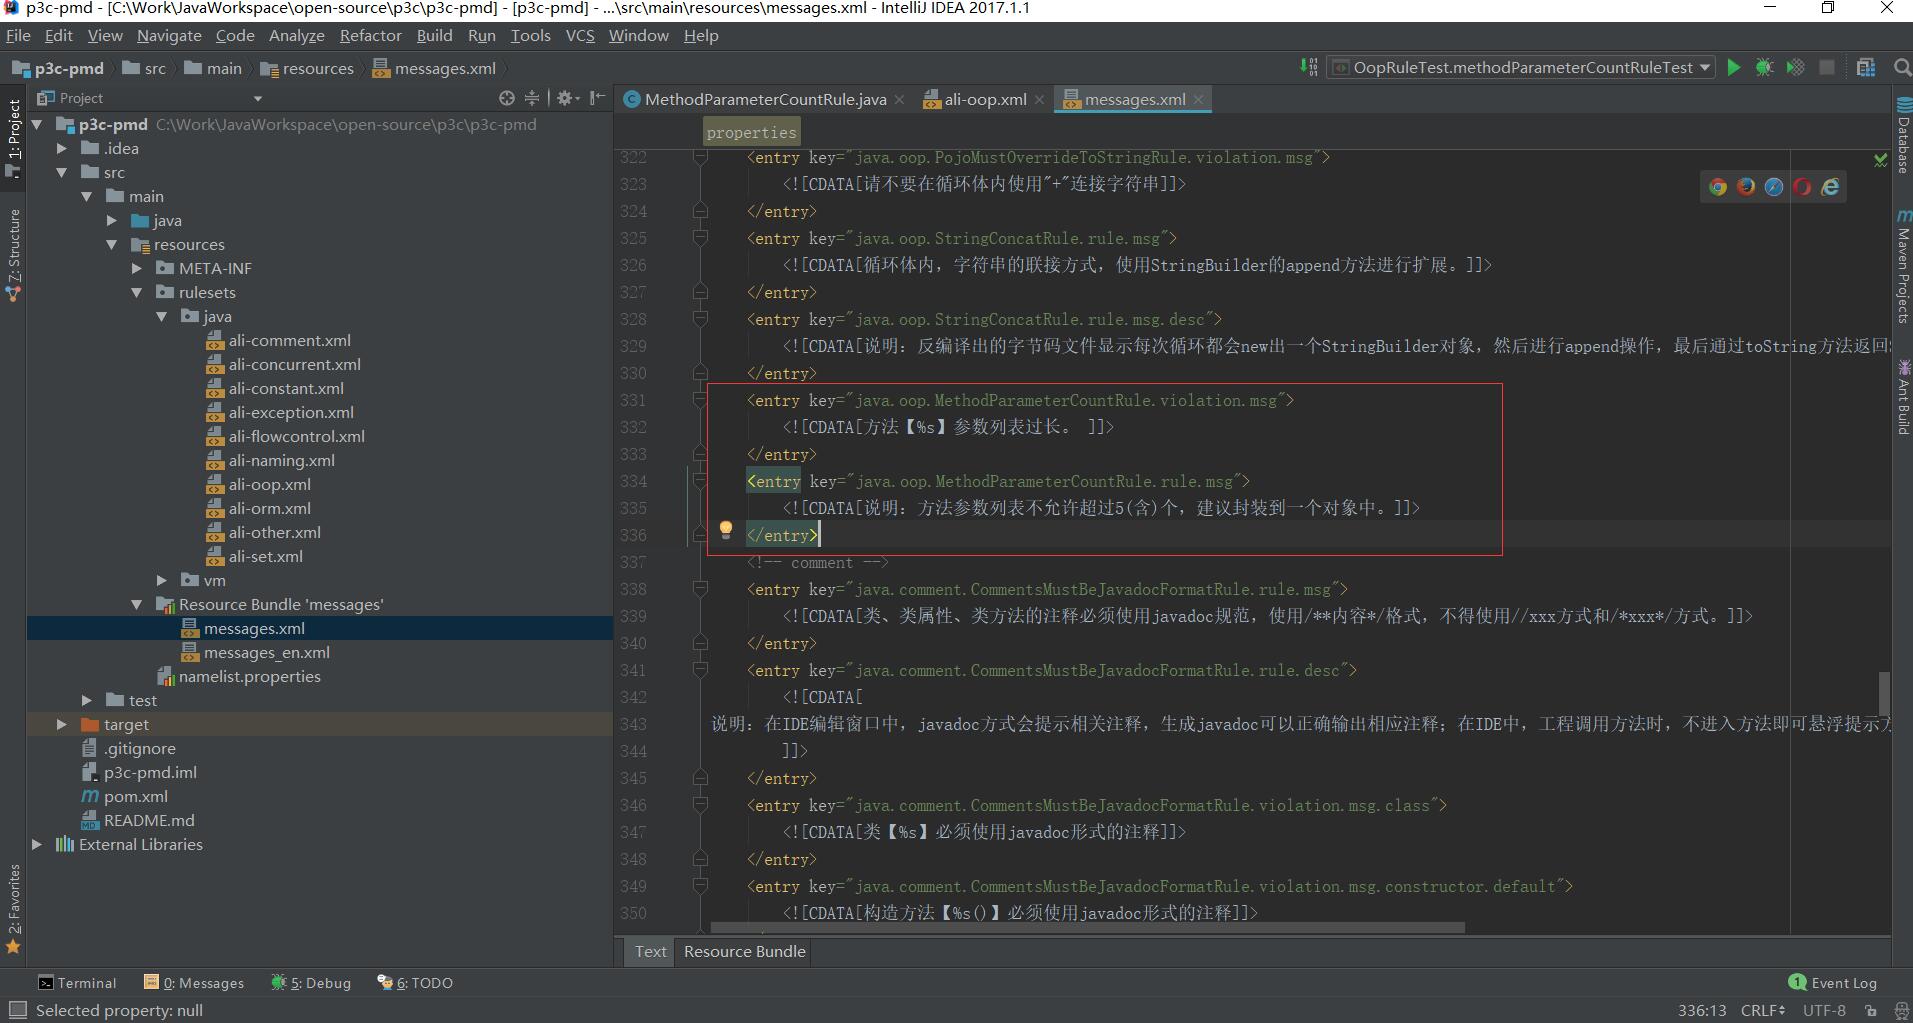 p3c-pmd - [C:\Work\JavaWorkspace\open-source\p3c\p3c-pmd] - [p3c-pmd] - ...\src\main\resources\messages.xml - IntelliJ IDEA 2017.1.1
File Edit View Navigate Code Analyze Refactor Build Run Tools VCS Window Help
p3c-pmd src main resources messages.xml OopRuleTest.methodParameterCountRuleTest
Project
MethodParameterCountRule.java ali-oop.xml messages.xml
1: Project
Z: Structure
2: Favorites
p3c-pmd C:\Work\JavaWorkspace\open-source\p3c\p3c-pmd
.idea
src
main
java
resources
META-INF
rulesets
java
ali-comment.xml
ali-concurrent.xml
ali-constant.xml
ali-exception.xml
ali-flowcontrol.xml
ali-naming.xml
ali-oop.xml
ali-orm.xml
ali-other.xml
ali-set.xml
vm
Resource Bundle 'messages'
messages.xml
messages_en.xml
namelist.properties
test
target
.gitignore
p3c-pmd.iml
pom.xml
README.md
External Libraries
properties
322 <entry key="java.oop.PojoMustOverrideToStringRule.violation.msg">
323 <![CDATA[请不要在循环体内使用"+"连接字符串]]>
324 </entry>
325 <entry key="java.oop.StringConcatRule.rule.msg">
326 <![CDATA[循环体内，字符串的联接方式，使用StringBuilder的append方法进行扩展。]]>
327 </entry>
328 <entry key="java.oop.StringConcatRule.rule.msg.desc">
329 <![CDATA[说明：反编译出的字节码文件显示每次循环都会new出一个StringBuilder对象，然后进行append操作，最后通过toString方法返回
330 </entry>
331 <entry key="java.oop.MethodParameterCountRule.violation.msg">
332 <![CDATA[方法【%s】参数列表过长。 ]]>
333 </entry>
334 <entry key="java.oop.MethodParameterCountRule.rule.msg">
335 <![CDATA[说明：方法参数列表不允许超过5(含)个，建议封装到一个对象中。]]>
336 </entry>
337 <!-- comment -->
338 <entry key="java.comment.CommentsMustBeJavadocFormatRule.rule.msg">
339 <![CDATA[类、类属性、类方法的注释必须使用javadoc规范，使用/**内容*/格式，不得使用//xxx方式和/*xxx*/方式。]]>
340 </entry>
341 <entry key="java.comment.CommentsMustBeJavadocFormatRule.rule.desc">
342 <![CDATA[
343 说明：在IDE编辑窗口中，javadoc方式会提示相关注释，生成javadoc可以正确输出相应注释；在IDE中，工程调用方法时，不进入方法即可悬浮提示方
344 ]]>
345 </entry>
346 <entry key="java.comment.CommentsMustBeJavadocFormatRule.violation.msg.class">
347 <![CDATA[类【%s】必须使用javadoc形式的注释]]>
348 </entry>
349 <entry key="java.comment.CommentsMustBeJavadocFormatRule.violation.msg.constructor.default">
350 <![CDATA[构造方法【%s()】必须使用javadoc形式的注释]]>
Text Resource Bundle
Database
Maven Projects
Ant Build
Terminal 0: Messages 5: Debug 6: TODO 1 Event Log
Selected property: null 336:13 CRLF UTF-8